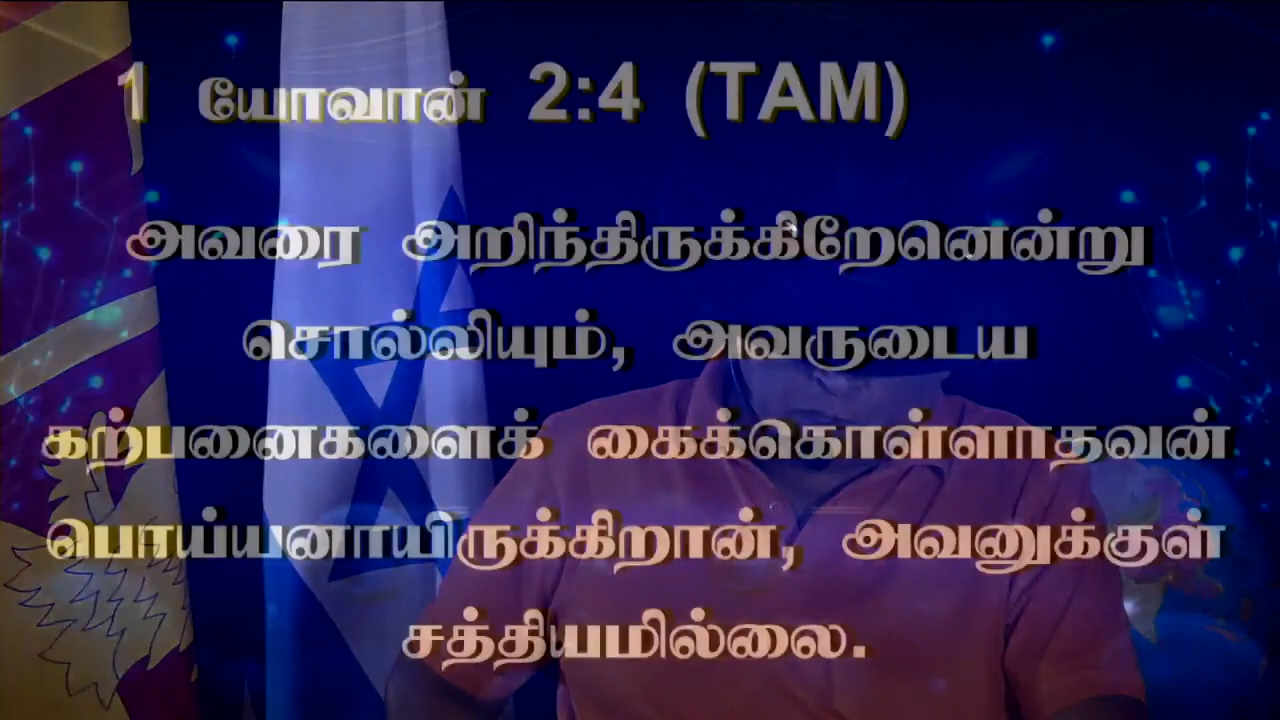 1 யோவான் 2:4 (TAM)
அவரை அறிந்திருக்கிறேனென்று
சொல்லியும், அவருடைய
கற்பனைகளைக் கைக்கொள்ளாதவன்
பொய்யனாயிருக்கிறான், அவனுக்குள்
சத்தியமில்லை.